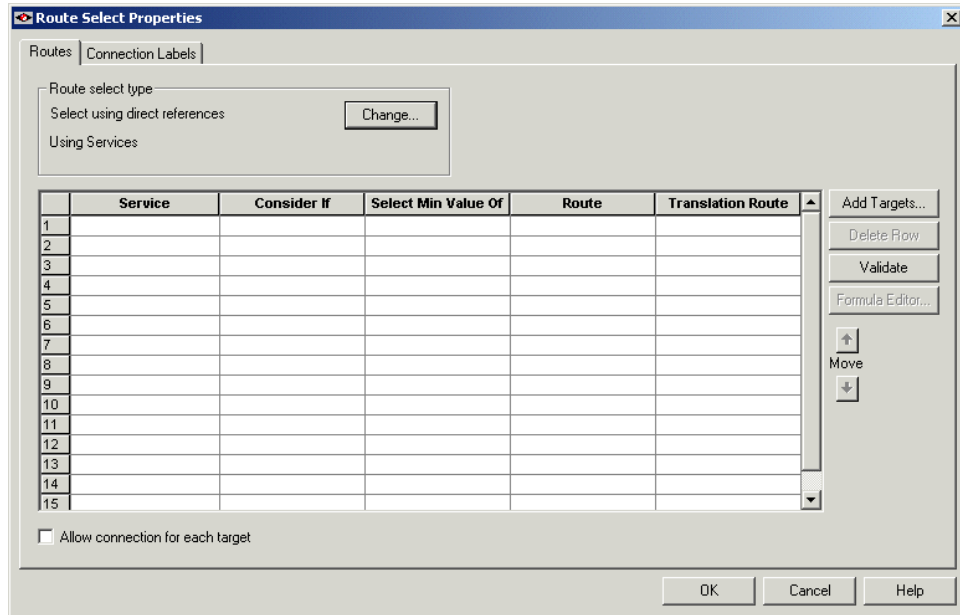 Route Select Properties
Routes Connection Labels
Route select type
Select using direct references Change...
Using Services
Service Consider If Select Min Value Of Route Translation Route
Add Targets...
Delete Row
Validate
Formula Editor...
Move
1
2
3
4
5
6
7
8
9
10
11
12
13
14
15
Allow connection for each target
OK Cancel Help